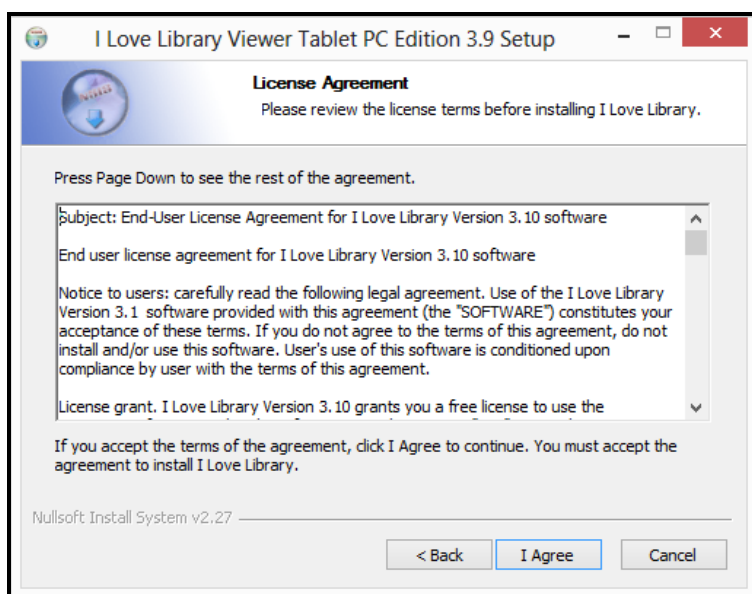 I Love Library Viewer Tablet PC Edition 3.9 Setup
License Agreement
Please review the license terms before installing I Love Library.
Press Page Down to see the rest of the agreement.
Subject: End-User License Agreement for I Love Library Version 3.10 software
End user license agreement for I Love Library Version 3.10 software
Notice to users: carefully read the following legal agreement. Use of the I Love Library
Version 3.1 software provided with this agreement (the "SOFTWARE") constitutes your
acceptance of these terms. If you do not agree to the terms of this agreement, do not
install and/or use this software. User's use of this software is conditioned upon
compliance by user with the terms of this agreement.
License grant. I Love Library Version 3.10 grants you a free license to use the
If you accept the terms of the agreement, click I Agree to continue. You must accept the
agreement to install I Love Library.
Nullsoft Install System v2.27
< Back
I Agree
Cancel